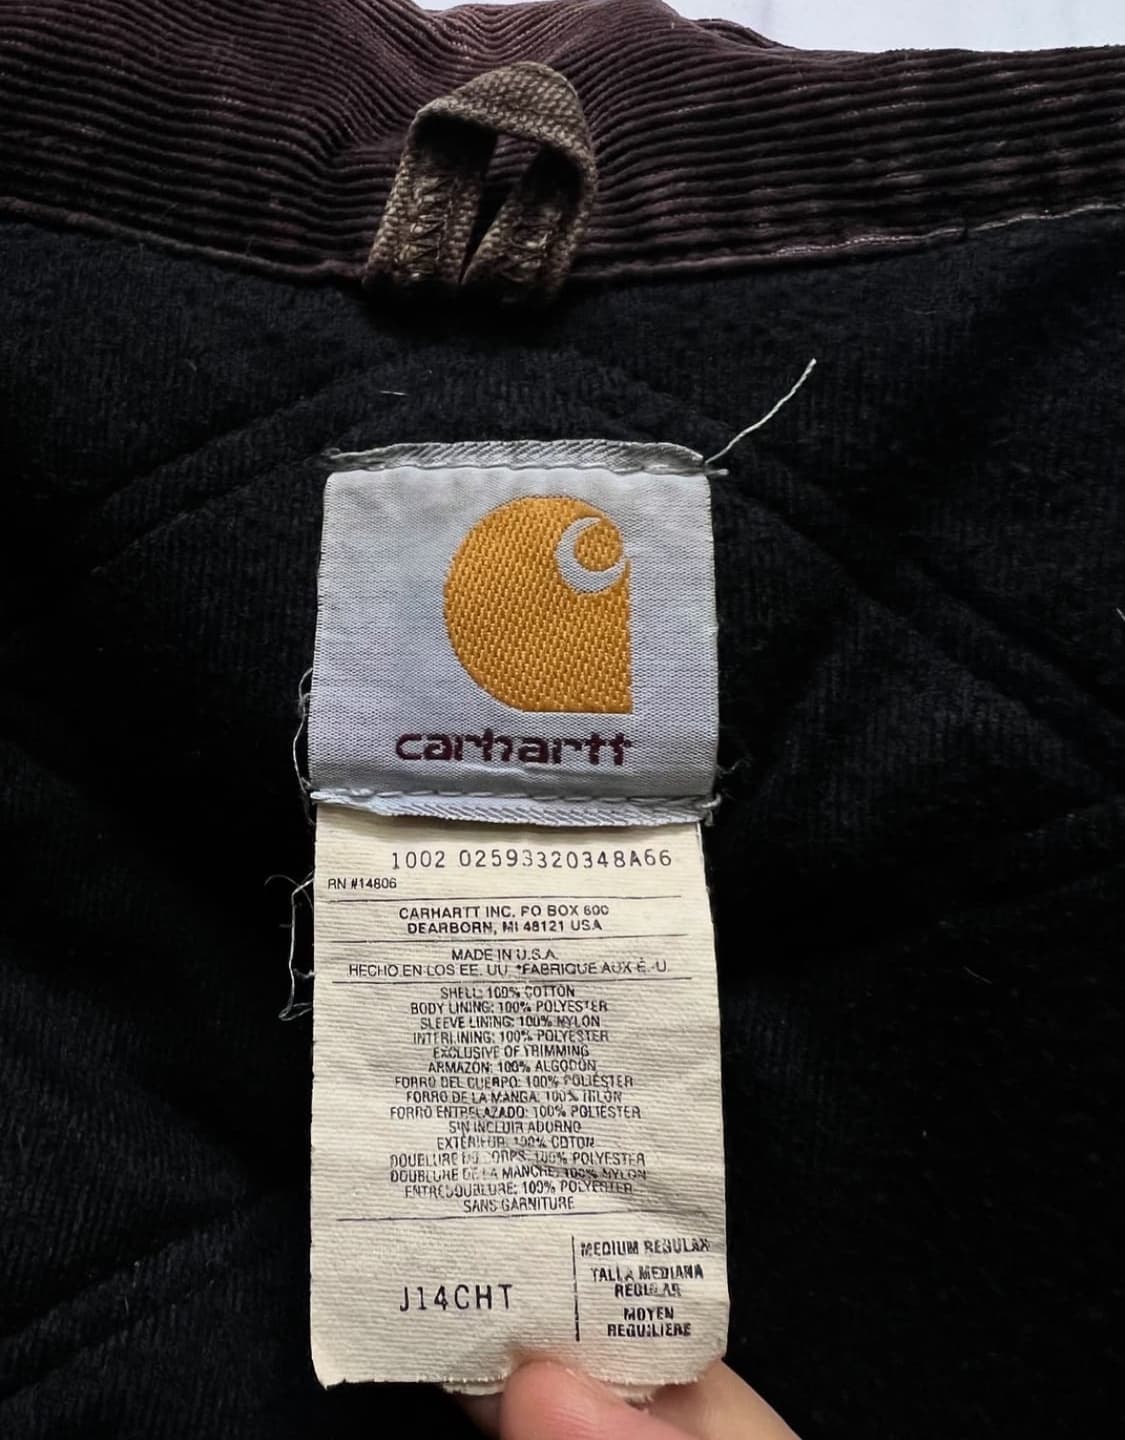 carhartt
1002 02593320348A66
RN #14806
CARHARTT INC. PO BOX 600
DEARBORN, MI 48121 USA
MADE IN U.S.A.
HECHO EN LOS EE. UU. *FABRIQUE AUX É.-U.
SHELL: 100% COTTON
BODY LINING: 100% POLYESTER
SLEEVE LINING: 100% NYLON
INTERLINING: 100% POLYESTER
EXCLUSIVE OF TRIMMING
ARMAZON: 100% ALGODÓN
FORRO DEL CUERPO: 100% POLIÉSTER
FORRO DE LA MANGA: 100% NILON
FORRO ENTRELAZADO: 100% POLIÉSTER
SIN INCLUIR ADORNO
EXTÉRIEUR: 100% COTON
DOUBLURE DU CORPS: 100% POLYESTER
DOUBLURE DE LA MANCHE: 100% NYLON
ENTREDOUBLURE: 100% POLYESTER
SANS GARNITURE
J14CHT
MEDIUM REGULAR
TALLA MEDIANA
REGULAR
MOYEN
REGULIERE